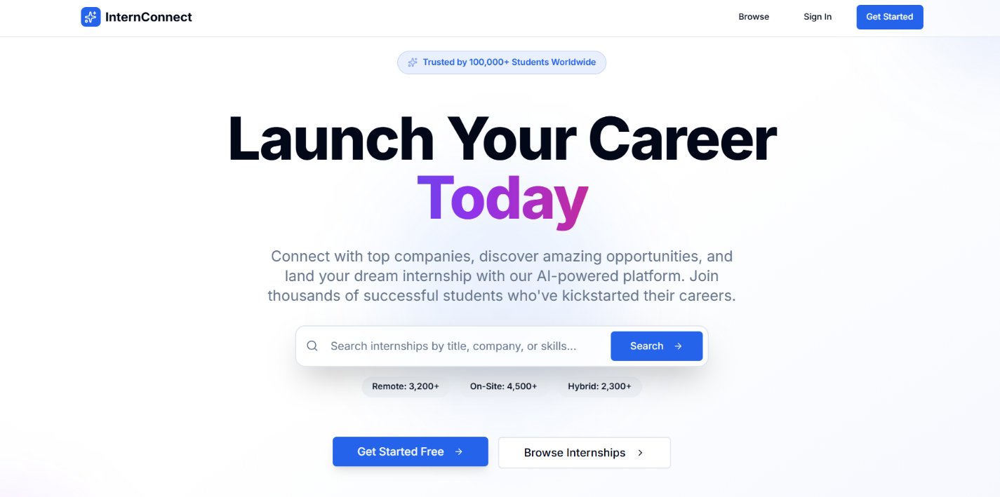 InternConnect
Browse
Sign In
Get Started
Trusted by 100,000+ Students Worldwide
Launch Your Career
Today
Connect with top companies, discover amazing opportunities, and
land your dream internship with our AI-powered platform. Join
thousands of successful students who've kickstarted their careers.
Search internships by title, company, or skills...
Search
Remote: 3,200+
On-Site: 4,500+
Hybrid: 2,300+
Get Started Free
Browse Internships